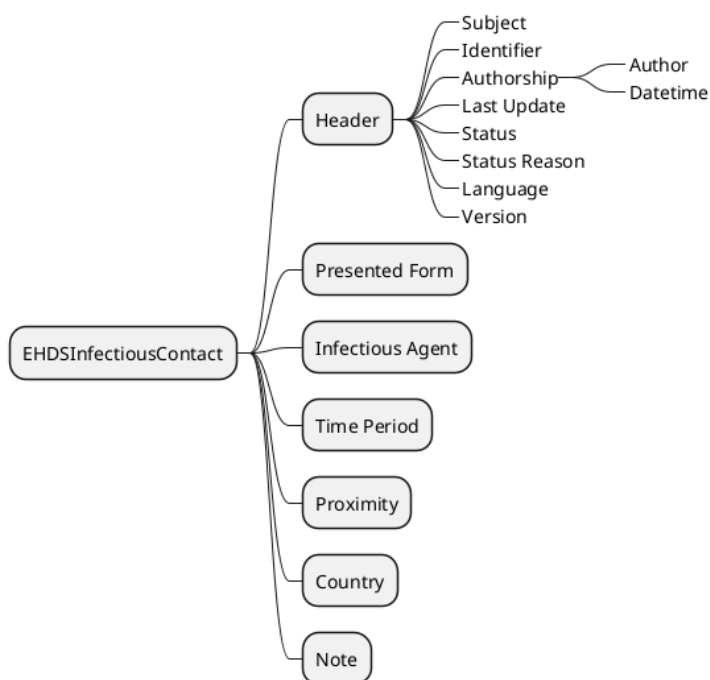 EHDSInfectiousContact
Header
Subject
Identifier
Authorship
Author
Datetime
Last Update
Status
Status Reason
Language
Version
Presented Form
Infectious Agent
Time Period
Proximity
Country
Note